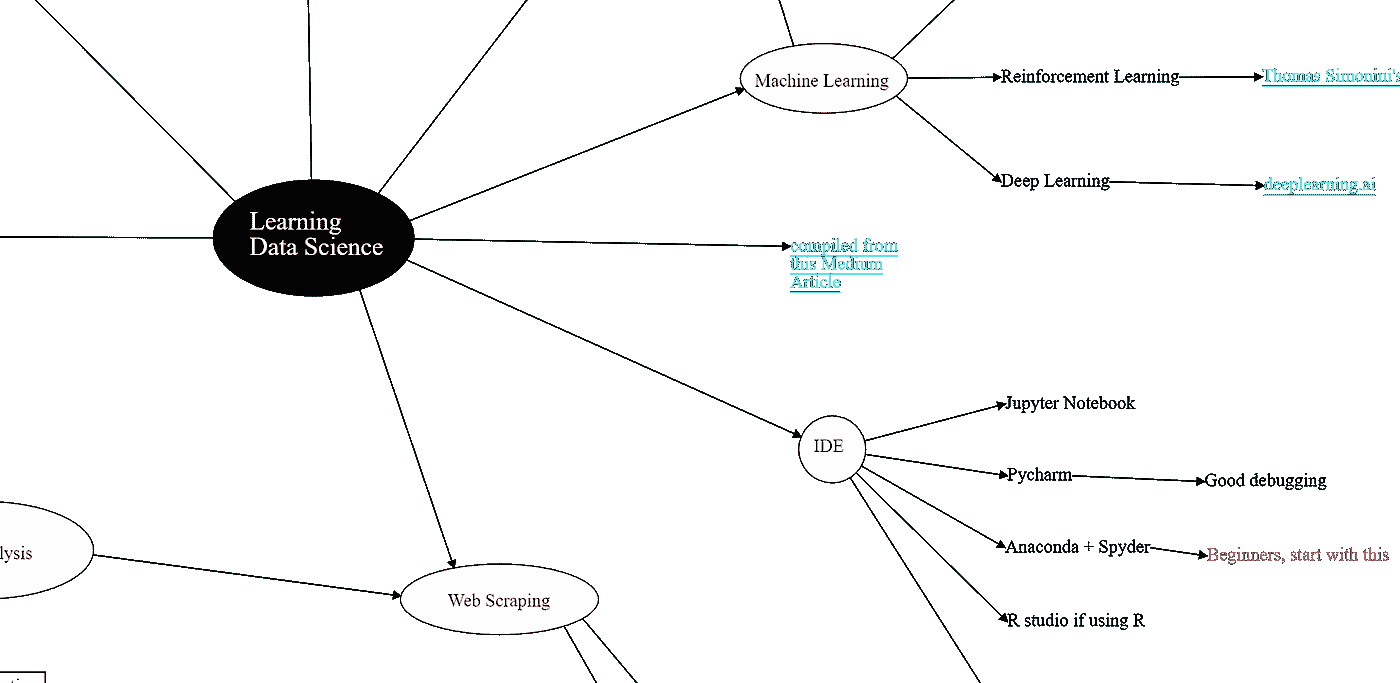 Machine Learning
Reinforcement Learning
Thomas Simonini's
Deep Learning
deeplearning.ai
Learning
Data Science
compiled from
this Medium
Article
Jupyter Notebook
IDE
Pycharm
Good debugging
Anaconda + Spyder
Beginners, start with this
lysis
Web Scraping
R studio if using R